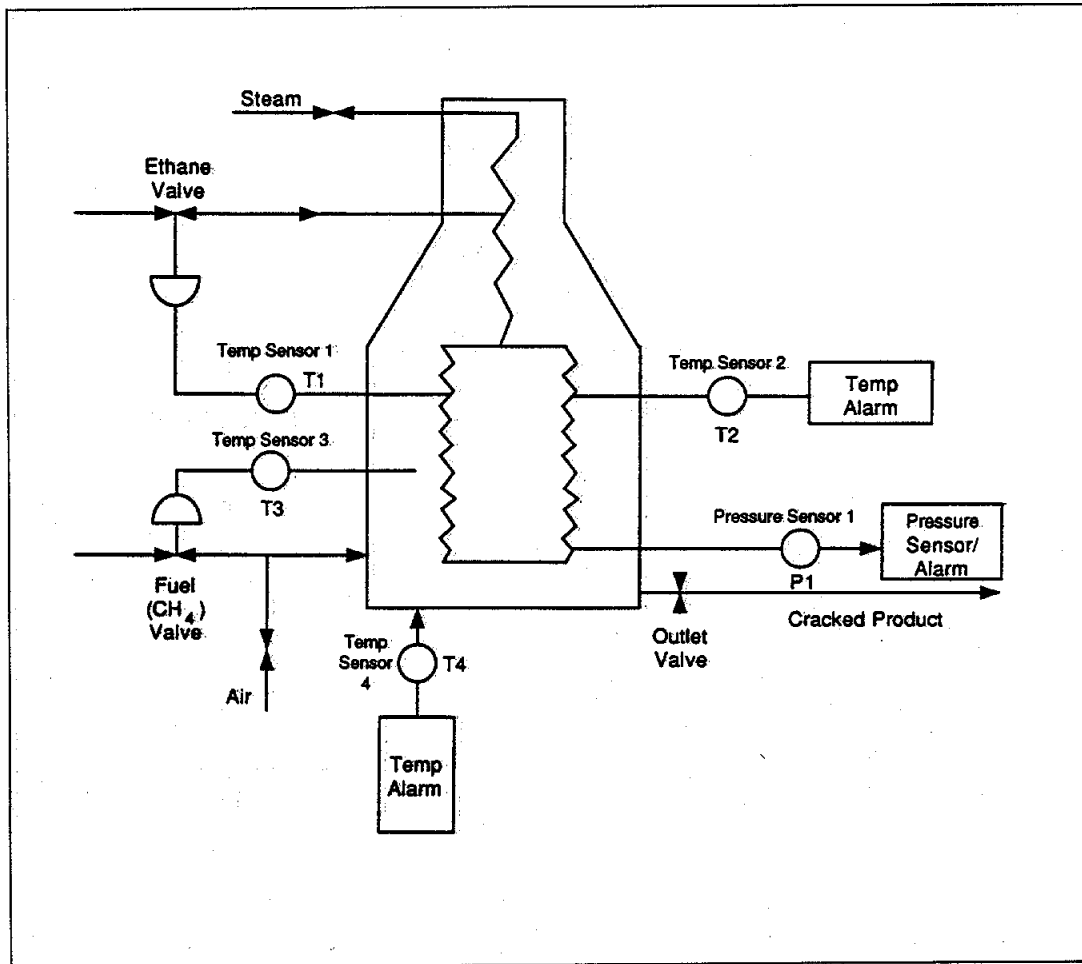 Steam
Ethane
Valve
Temp Sensor 1
T1
Temp Sensor 2
T2
Temp
Alarm
Temp Sensor 3
T3
Pressure Sensor 1
P1
Pressure
Sensor/
Alarm
Fuel
(CH4)
Valve
Air
Temp
Sensor
4
T4
Temp
Alarm
Outlet
Valve
Cracked Product